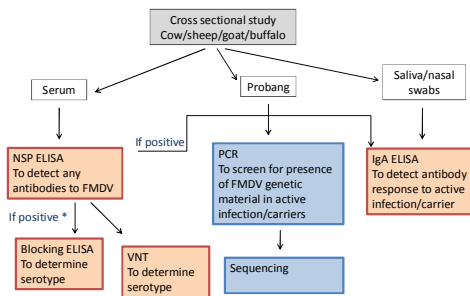 Cross sectional study
Cow/sheep/goat/buffalo
Serum
Probang
Saliva/nasal
swabs
If positive
NSP ELISA
To detect any
antibodies to FMDV
PCR
To screen for presence
of FMDV genetic
material in active
infection/carriers
IgA ELISA
To detect antibody
response to active
infection/carrier
If positive *
Blocking ELISA
To determine
serotype
VNT
To determine
serotype
Sequencing